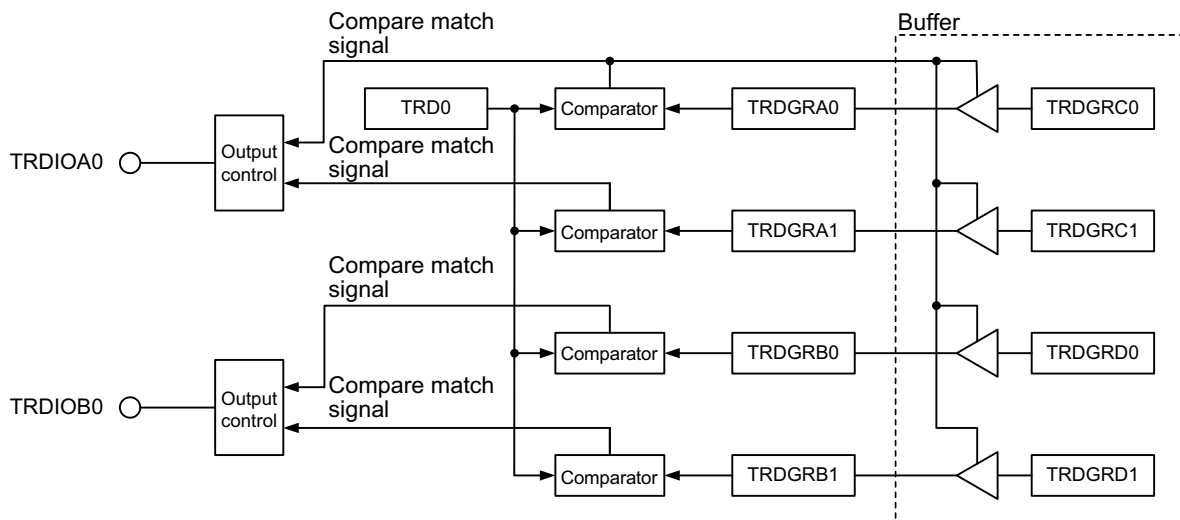 Compare match
signal
Buffer
TRD0
Comparator
TRDGRA0
TRDGRC0
TRDIOA0
Output
control
Compare match
signal
Comparator
TRDGRA1
TRDGRC1
Compare match
signal
Comparator
TRDGRB0
TRDGRD0
TRDIOB0
Output
control
Compare match
signal
Comparator
TRDGRB1
TRDGRD1